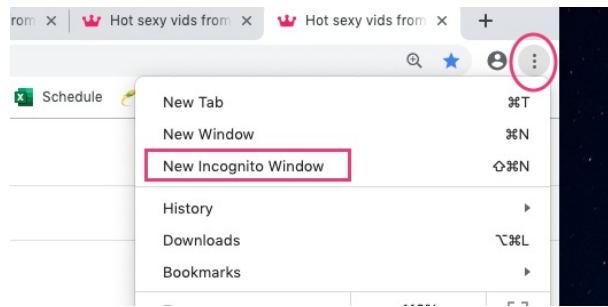 rom × Hot sexy vids from × Hot sexy vids from × +
Schedule
New Tab ⌘T
New Window ⌘N
New Incognito Window ⇧⌘N
History
Downloads ⌥⌘L
Bookmarks